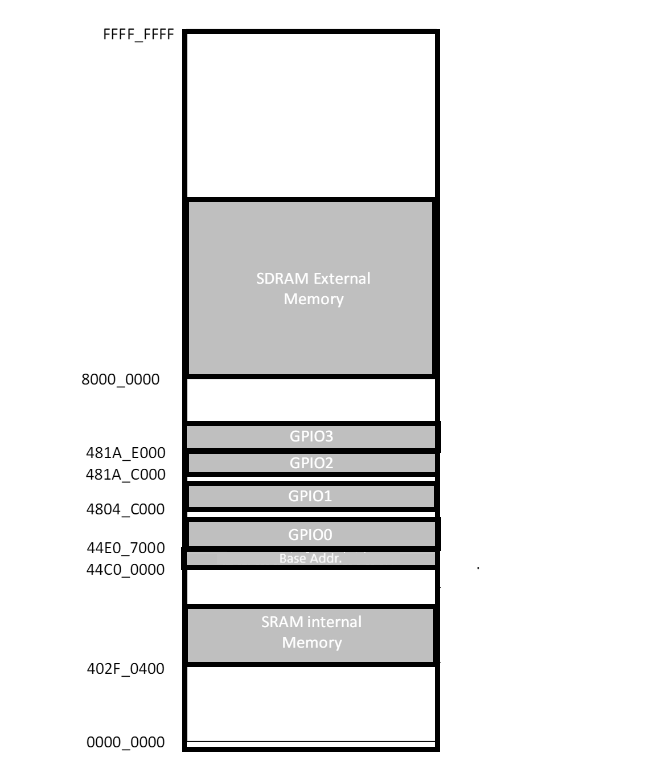 FFFF_FFFF
SDRAM External
Memory
8000_0000
GPIO3
481A_E000
GPIO2
481A_C000
GPIO1
4804_C000
GPIO0
44E0_7000
Base Addr.
44C0_0000
SRAM internal
Memory
402F_0400
0000_0000